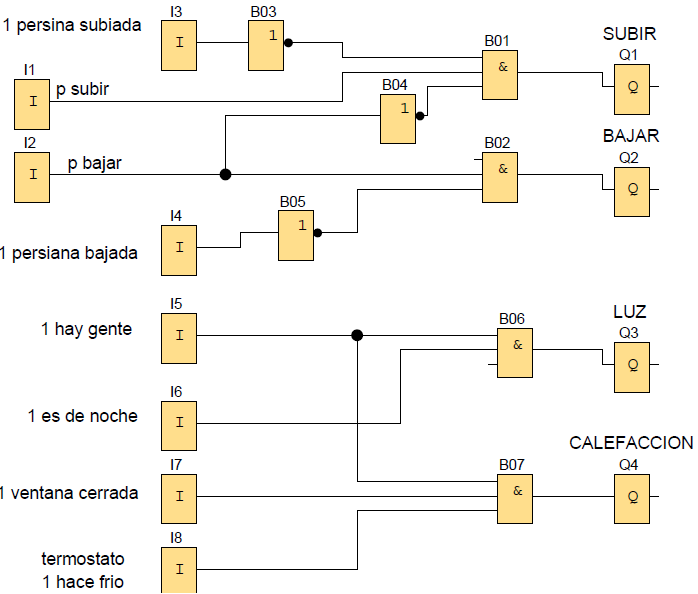 I3
B03
1 persina subiada
I
1
SUBIR
B01
Q1
&
Q
I1
p subir
I
B04
1
I2
p bajar
I
B02
&
BAJAR
Q2
Q
I4
B05
1
1 persiana bajada
I
I5
1 hay gente
I
B06
&
LUZ
Q3
Q
I6
1 es de noche
I
CALEFACCION
I7
1 ventana cerrada
I
B07
&
Q4
Q
I8
termostato
1 hace frio
I